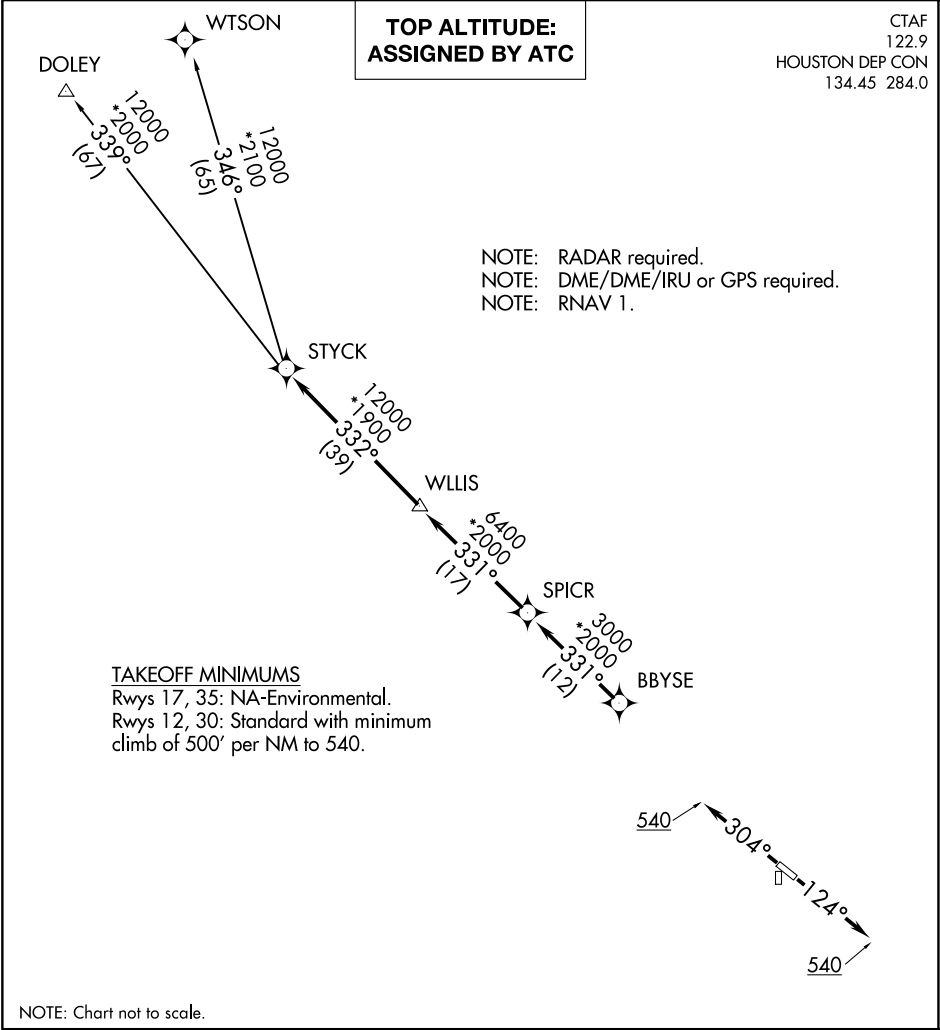 TOP ALTITUDE:
ASSIGNED BY ATC
CTAF
122.9
HOUSTON DEP CON
134.45 284.0
WTSON
DOLEY
12000
*2000
339°
(67)
12000
*2100
346°
(65)
NOTE: RADAR required.
NOTE: DME/DME/IRU or GPS required.
NOTE: RNAV 1.
STYCK
12000
*1900
332°
(39)
WLLIS
6400
*2000
331°
(17)
SPICR
3000
*2000
331°
(12)
BBYSE
TAKEOFF MINIMUMS
Rwys 17, 35: NA-Environmental.
Rwys 12, 30: Standard with minimum
climb of 500' per NM to 540.
540
304°
124°
540
NOTE: Chart not to scale.